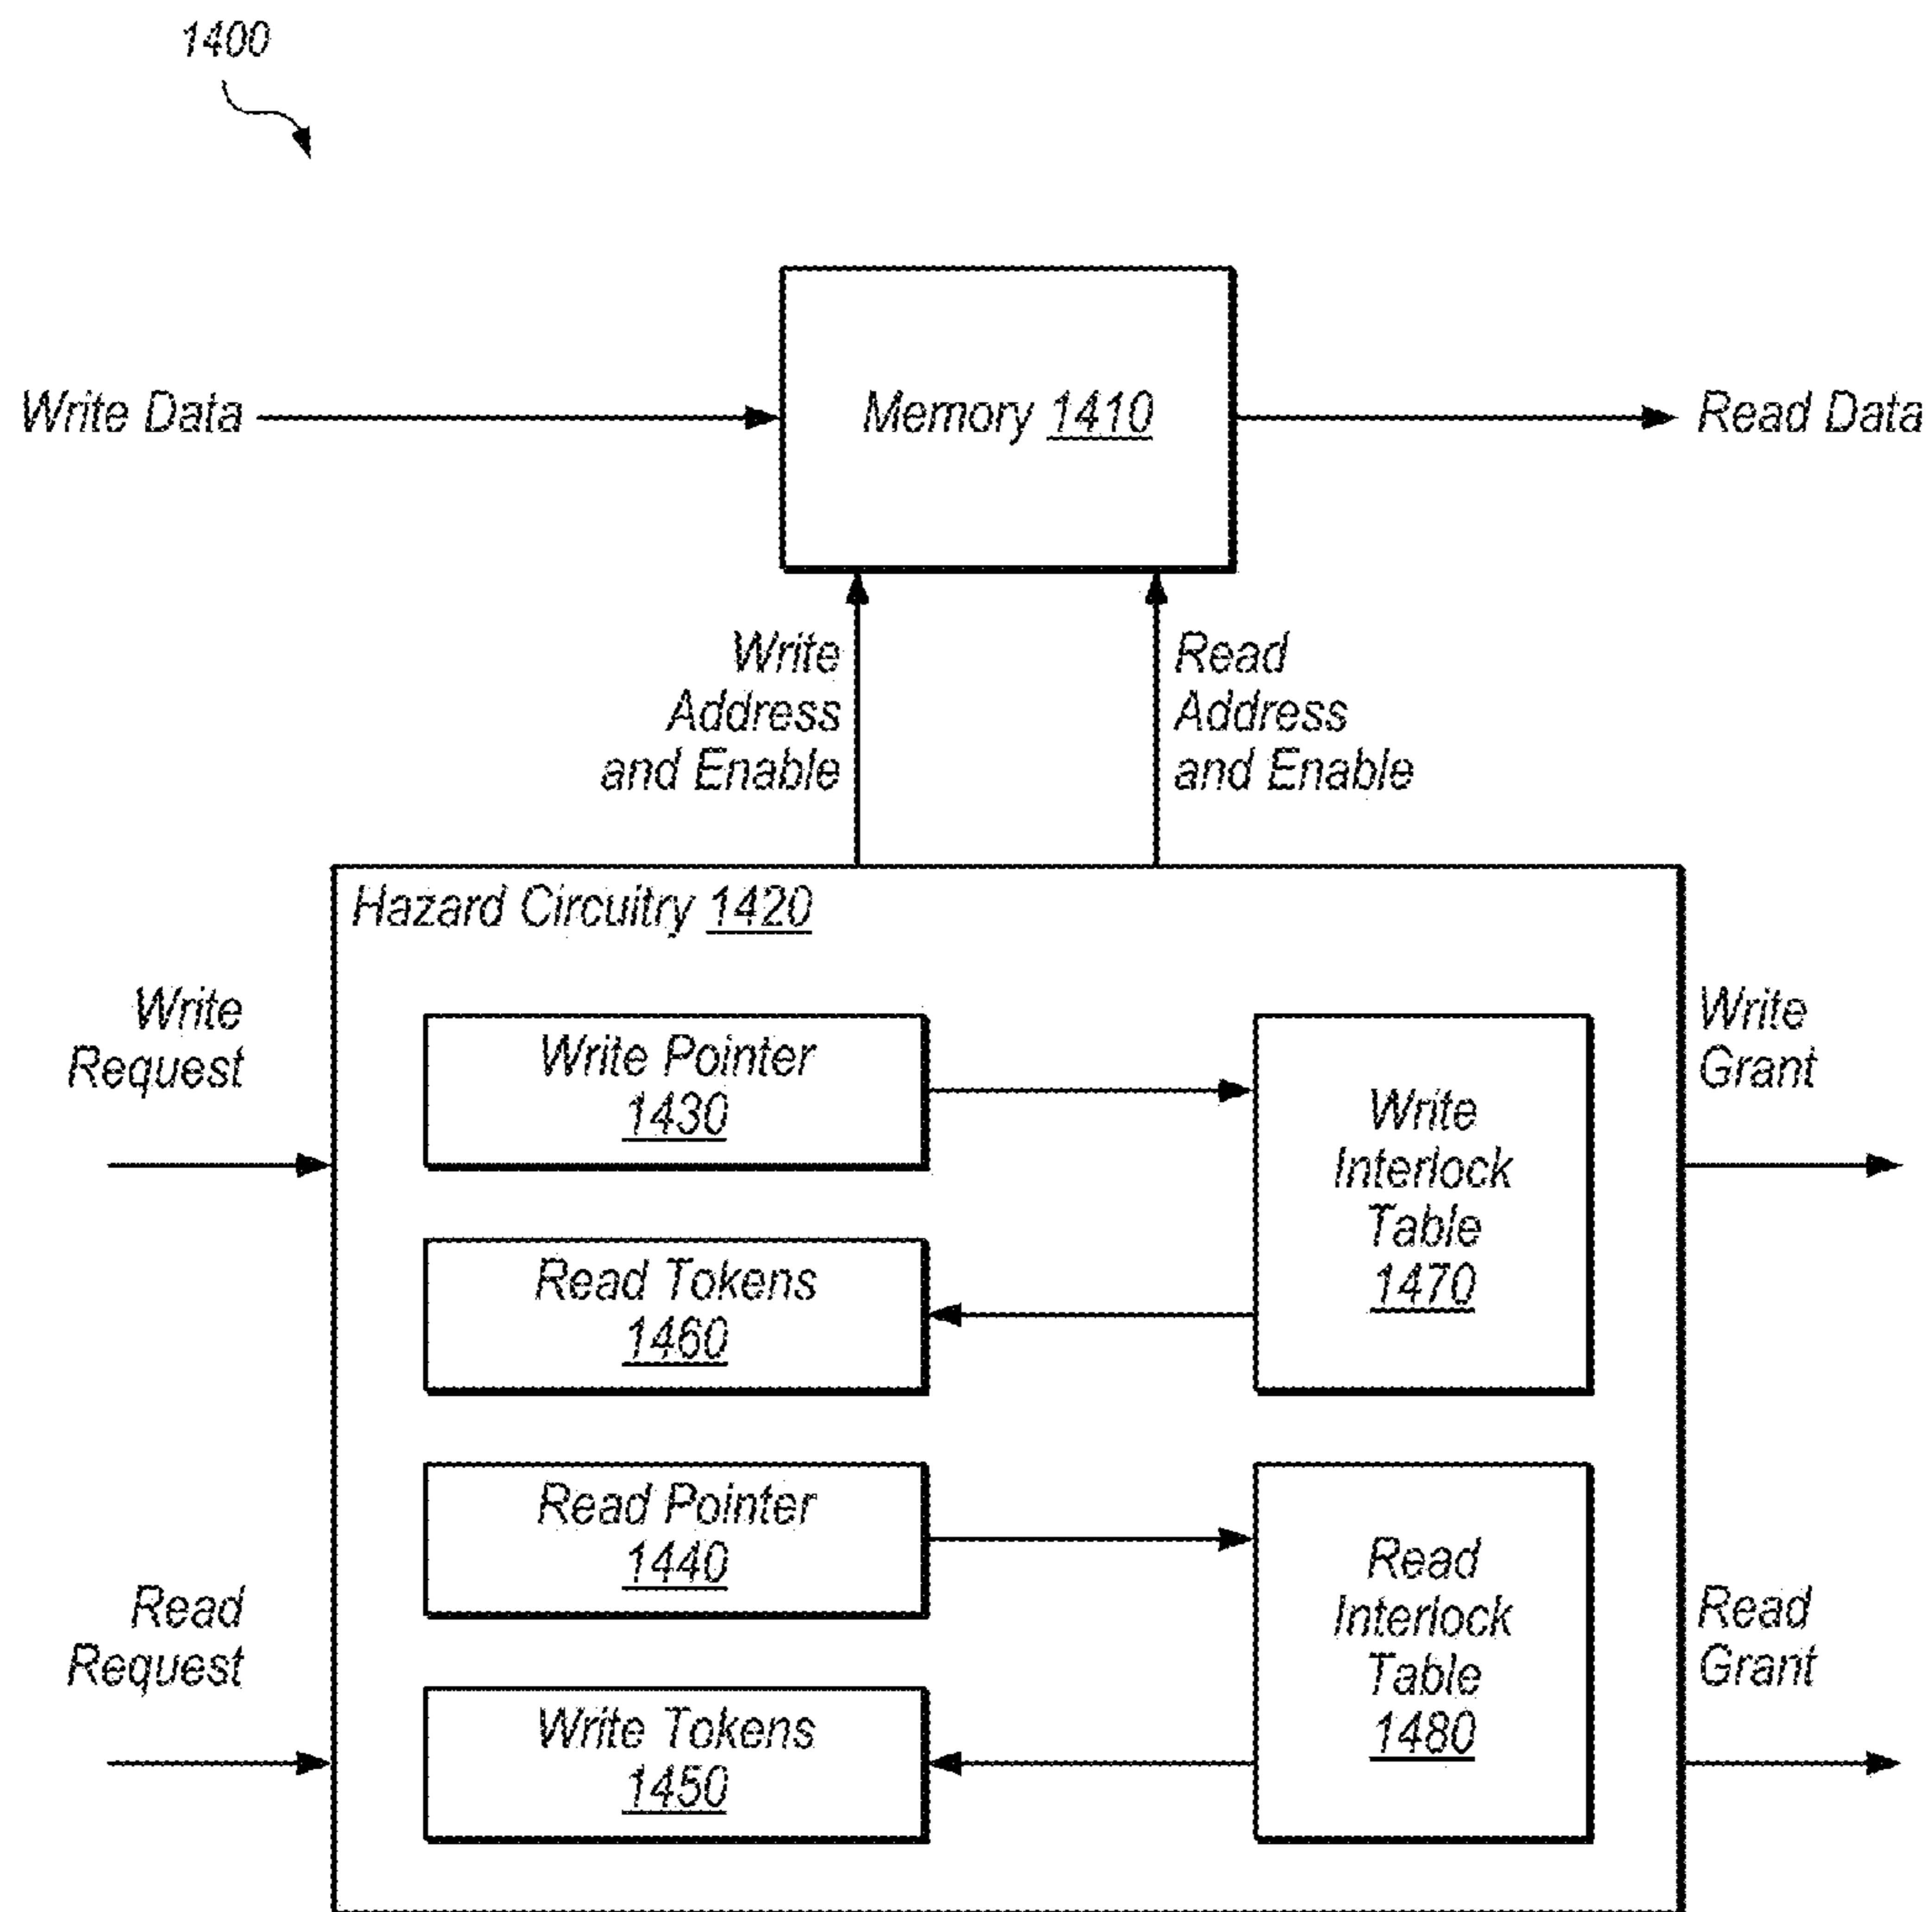 1400
Memory 1410
Write Data
Read Data
Write
Address
and Enable
Read
Address
and Enable
Hazard Circuitry 1420
Write
Request
Write Pointer
1430
Write
Interlock
Table
1470
Write
Grant
Read Tokens
1460
Read Pointer
1440
Read
Interlock
Table
1480
Read
Request
Read
Grant
Write Tokens
1450